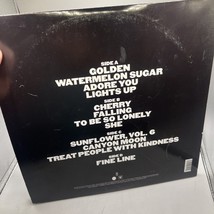 SIDE A
GOLDEN
WATERMELON SUGAR
ADORE YOU
LIGHTS UP
SIDE B
CHERRY
FALLING
TO BE SO LONELY
SHE
SIDE C
SUNFLOWER, VOL. 6
CANYON MOON
TREAT PEOPLE WITH KINDNESS
SIDE D
FINE LINE